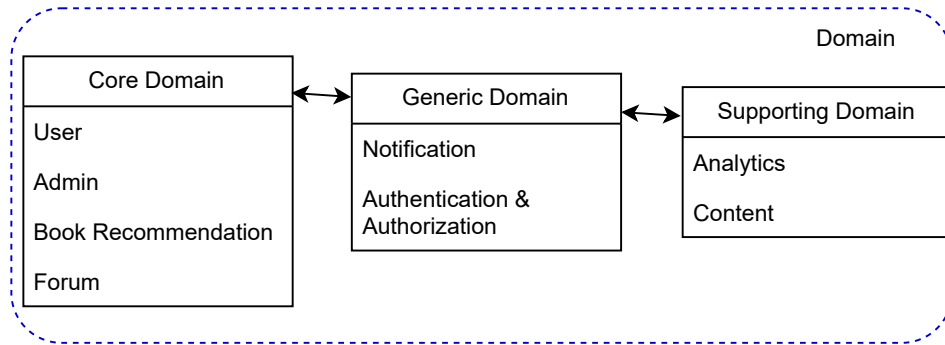 Domain
Core Domain
User
Admin
Book Recommendation
Forum
Generic Domain
Notification
Authentication &
Authorization
Supporting Domain
Analytics
Content